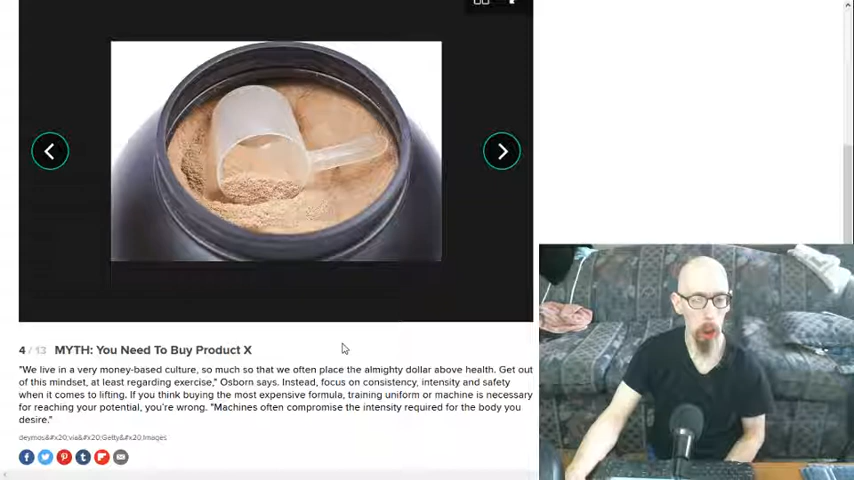 4 / 13 MYTH: You Need To Buy Product X
"We live in a very money-based culture, so much so that we often place the almighty dollar above health. Get out
of this mindset, at least regarding exercise," Osborn says. Instead, focus on consistency, intensity and safety
when it comes to lifting. If you think buying the most expensive formula, training uniform or machine is necessary
for reaching your potential, you're wrong. "Machines often compromise the intensity required for the body you
desire."
deymos&#x20;via&#x20;Getty&#x20;Images